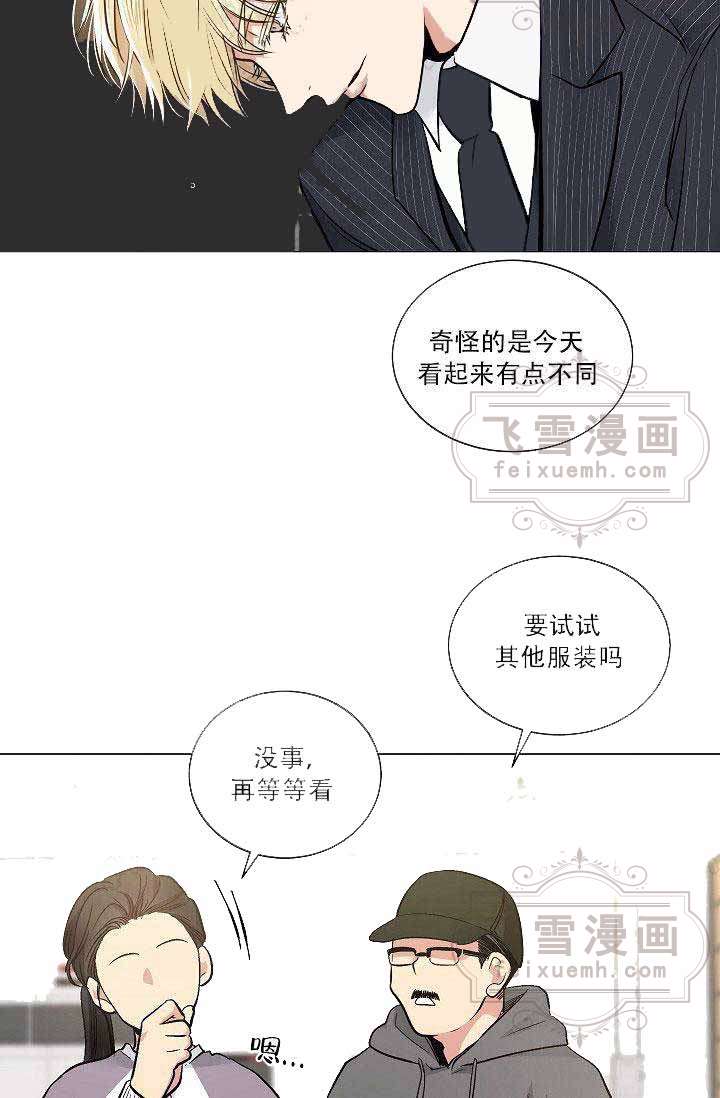 奇怪的是今天
看起来有点不同
飞雪漫画
feixuemh.com
要试试
其他服装吗
没事,
再等等看
雪漫画
feixuemh.com
嗯...